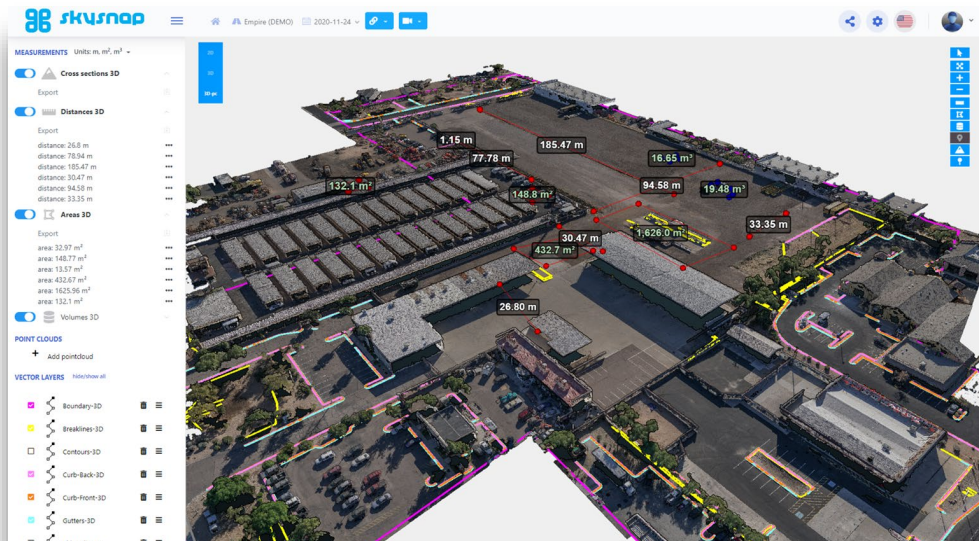 skysnap
Empire (DEMO)
2020-11-24
MEASUREMENTS Units: m, m², m³
Cross sections 3D
Export
Distances 3D
Export
distance: 26.8 m
distance: 78.94 m
distance: 185.47 m
distance: 30.47 m
distance: 94.58 m
distance: 33.35 m
Areas 3D
Export
area: 32.97 m²
area: 148.77 m²
area: 13.57 m²
area: 432.67 m²
area: 1625.96 m²
area: 132.1 m²
Volumes 3D
POINT CLOUDS
+ Add pointcloud
VECTOR LAYERS hide/show all
Boundary-3D
Breaklines-3D
Contours-3D
Curb-Back-3D
Curb-Front-3D
Gutters-3D
1.15 m
185.47 m
77.78 m
16.65 m³
132.1 m²
94.58 m
19.48 m³
148.8 m²
33.35 m
1,626.0 m²
30.47 m
432.7 m²
26.80 m